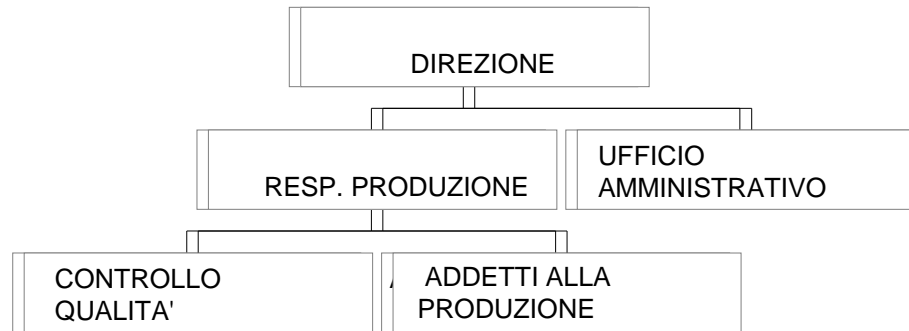 DIREZIONE
RESP. PRODUZIONE
UFFICIO
AMMINISTRATIVO
CONTROLLO
QUALITA'
ADDETTI ALLA
PRODUZIONE